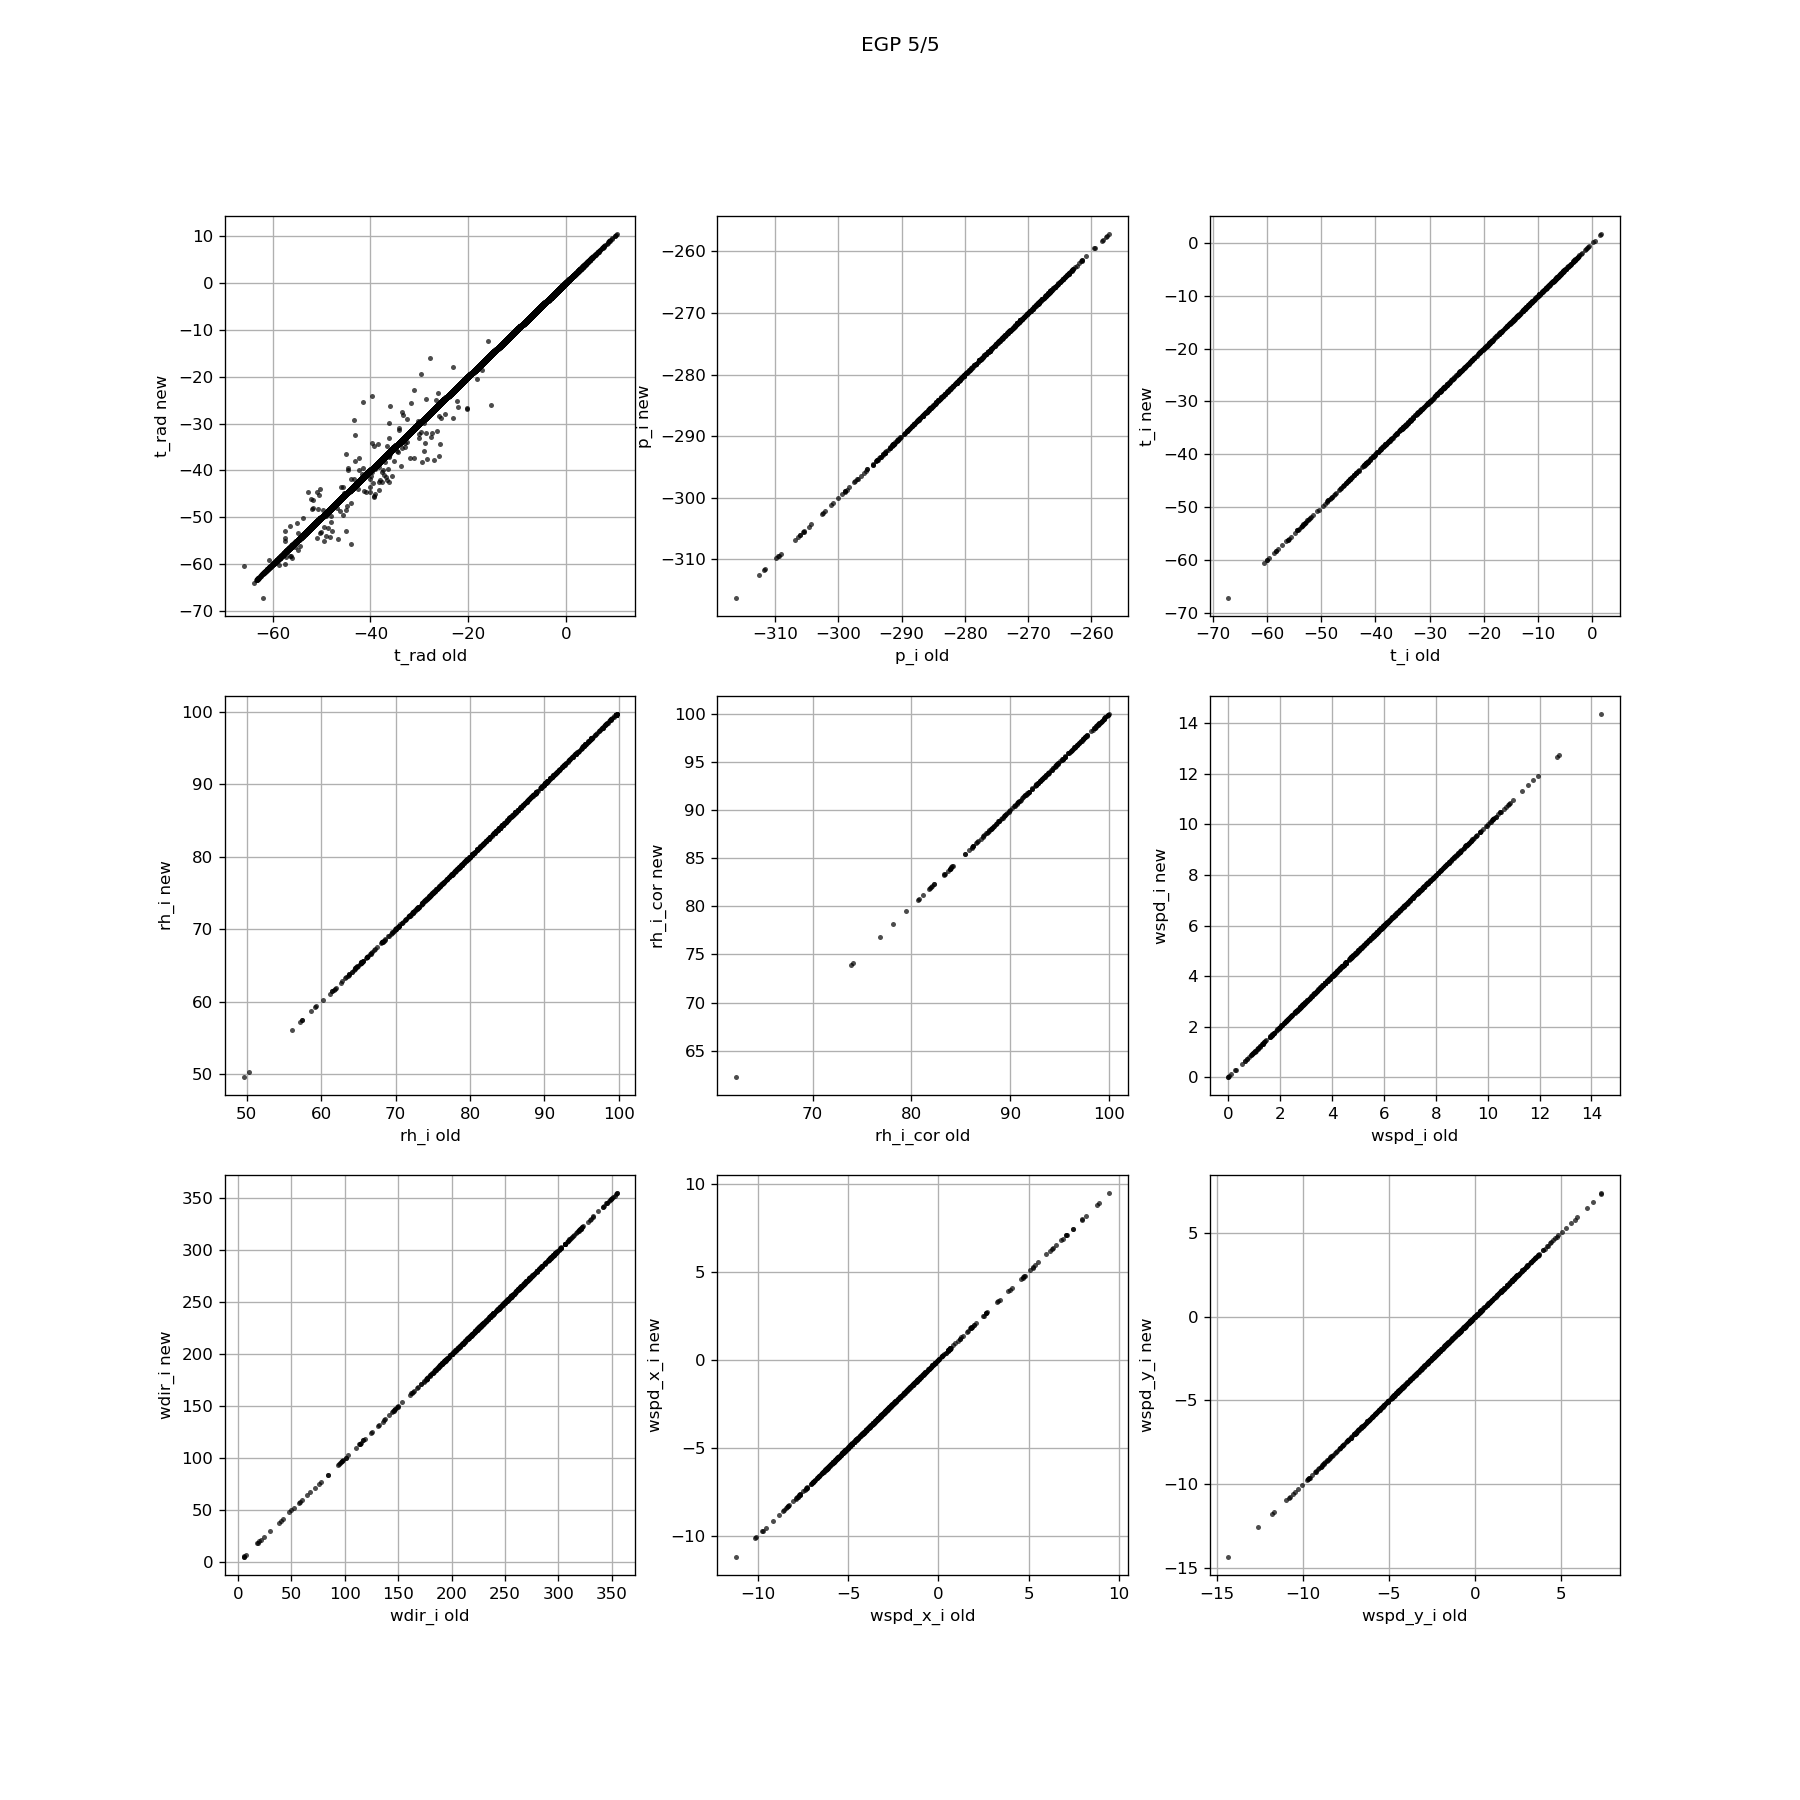 EGP 5/5
10
0
−10
−20
−30
−40
−50
−60
−70
t_rad new
−60 −40 −20 0
t_rad old
−260
−270
−280
−290
−300
−310
p_i new
−310 −300 −290 −280 −270 −260
p_i old
0
−10
−20
−30
−40
−50
−60
−70
t_i new
−70 −60 −50 −40 −30 −20 −10 0
t_i old
100
90
80
70
60
50
rh_i new
50 60 70 80 90 100
rh_i old
100
95
90
85
80
75
70
65
rh_i_cor new
70 80 90 100
rh_i_cor old
14
12
10
8
6
4
2
0
wspd_i new
0 2 4 6 8 10 12 14
wspd_i old
350
300
250
200
150
100
50
0
wdir_i new
0 50 100 150 200 250 300 350
wdir_i old
10
5
0
−5
−10
wspd_x_i new
−10 −5 0 5 10
wspd_x_i old
5
0
−5
−10
−15
wspd_y_i new
−15 −10 −5 0 5
wspd_y_i old